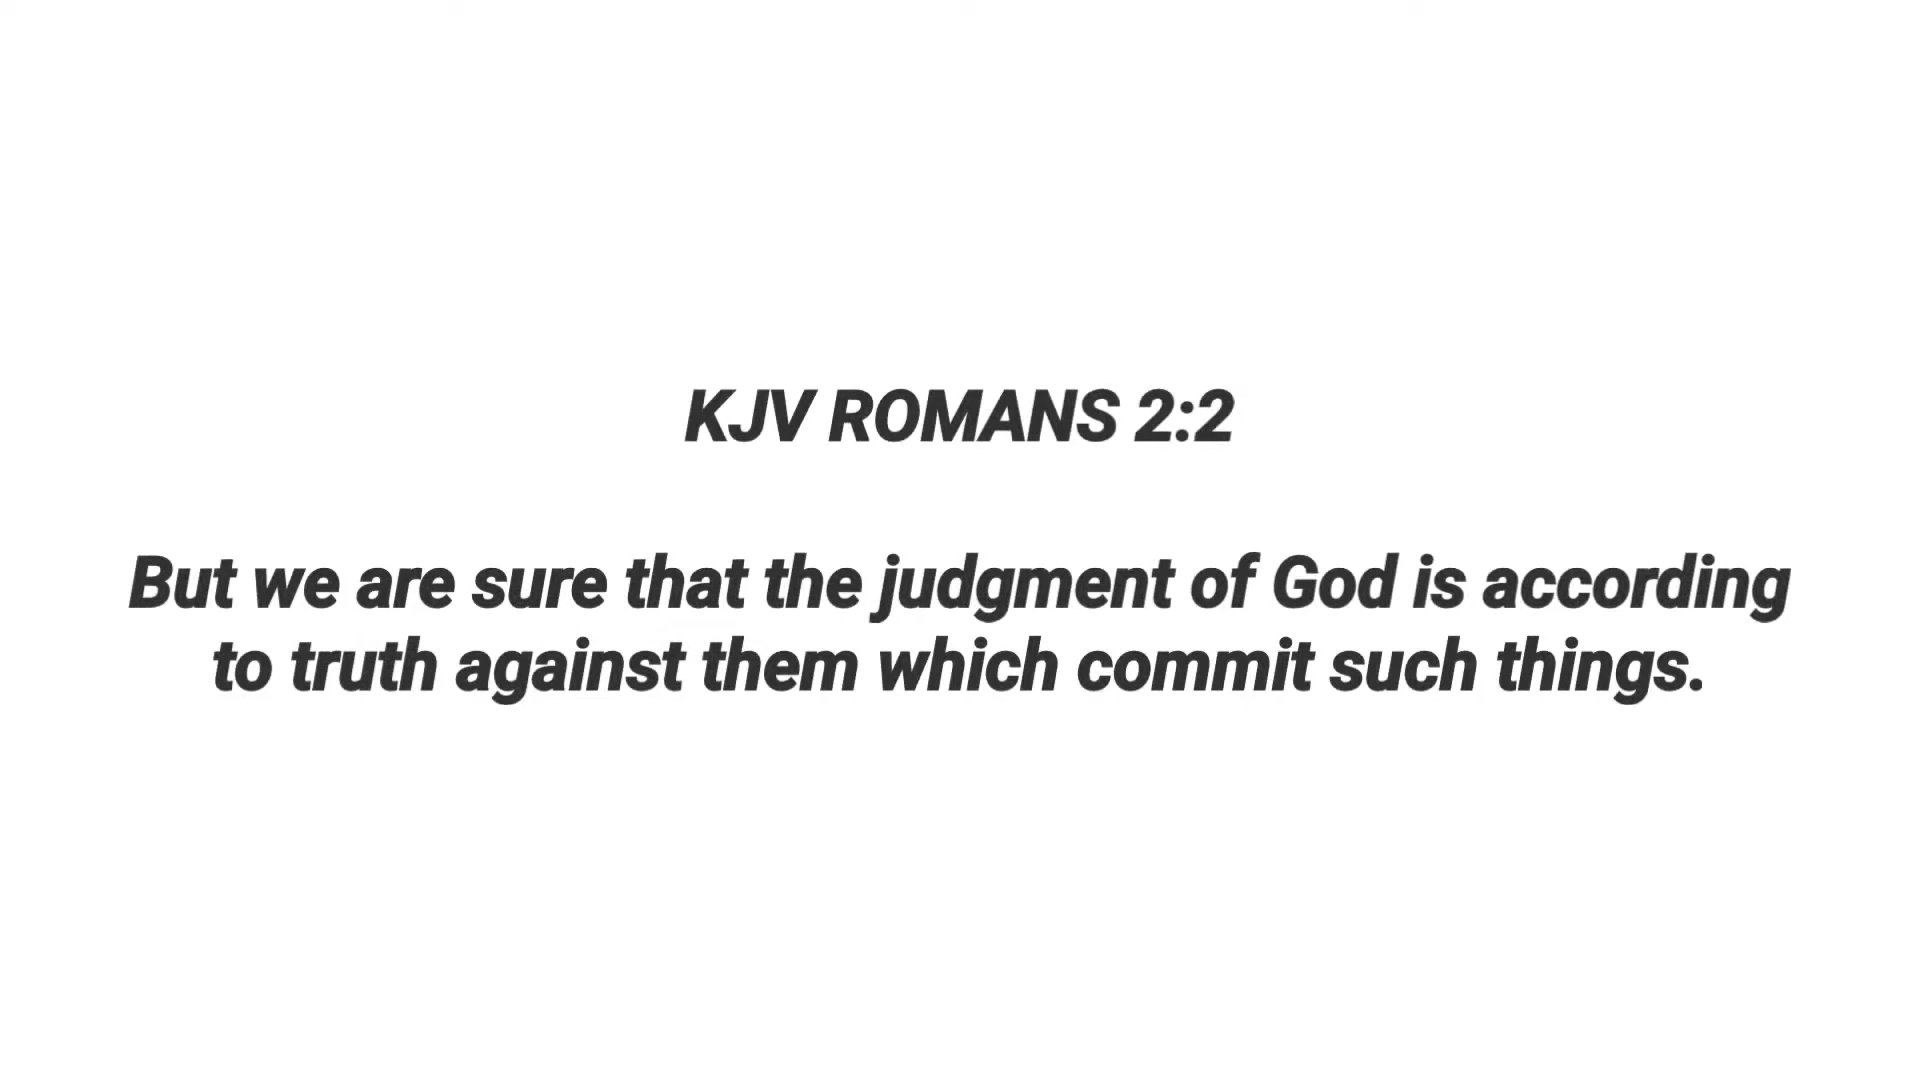 KJV ROMANS 2:2
But we are sure that the judgment of God is according
to truth against them which commit such things.